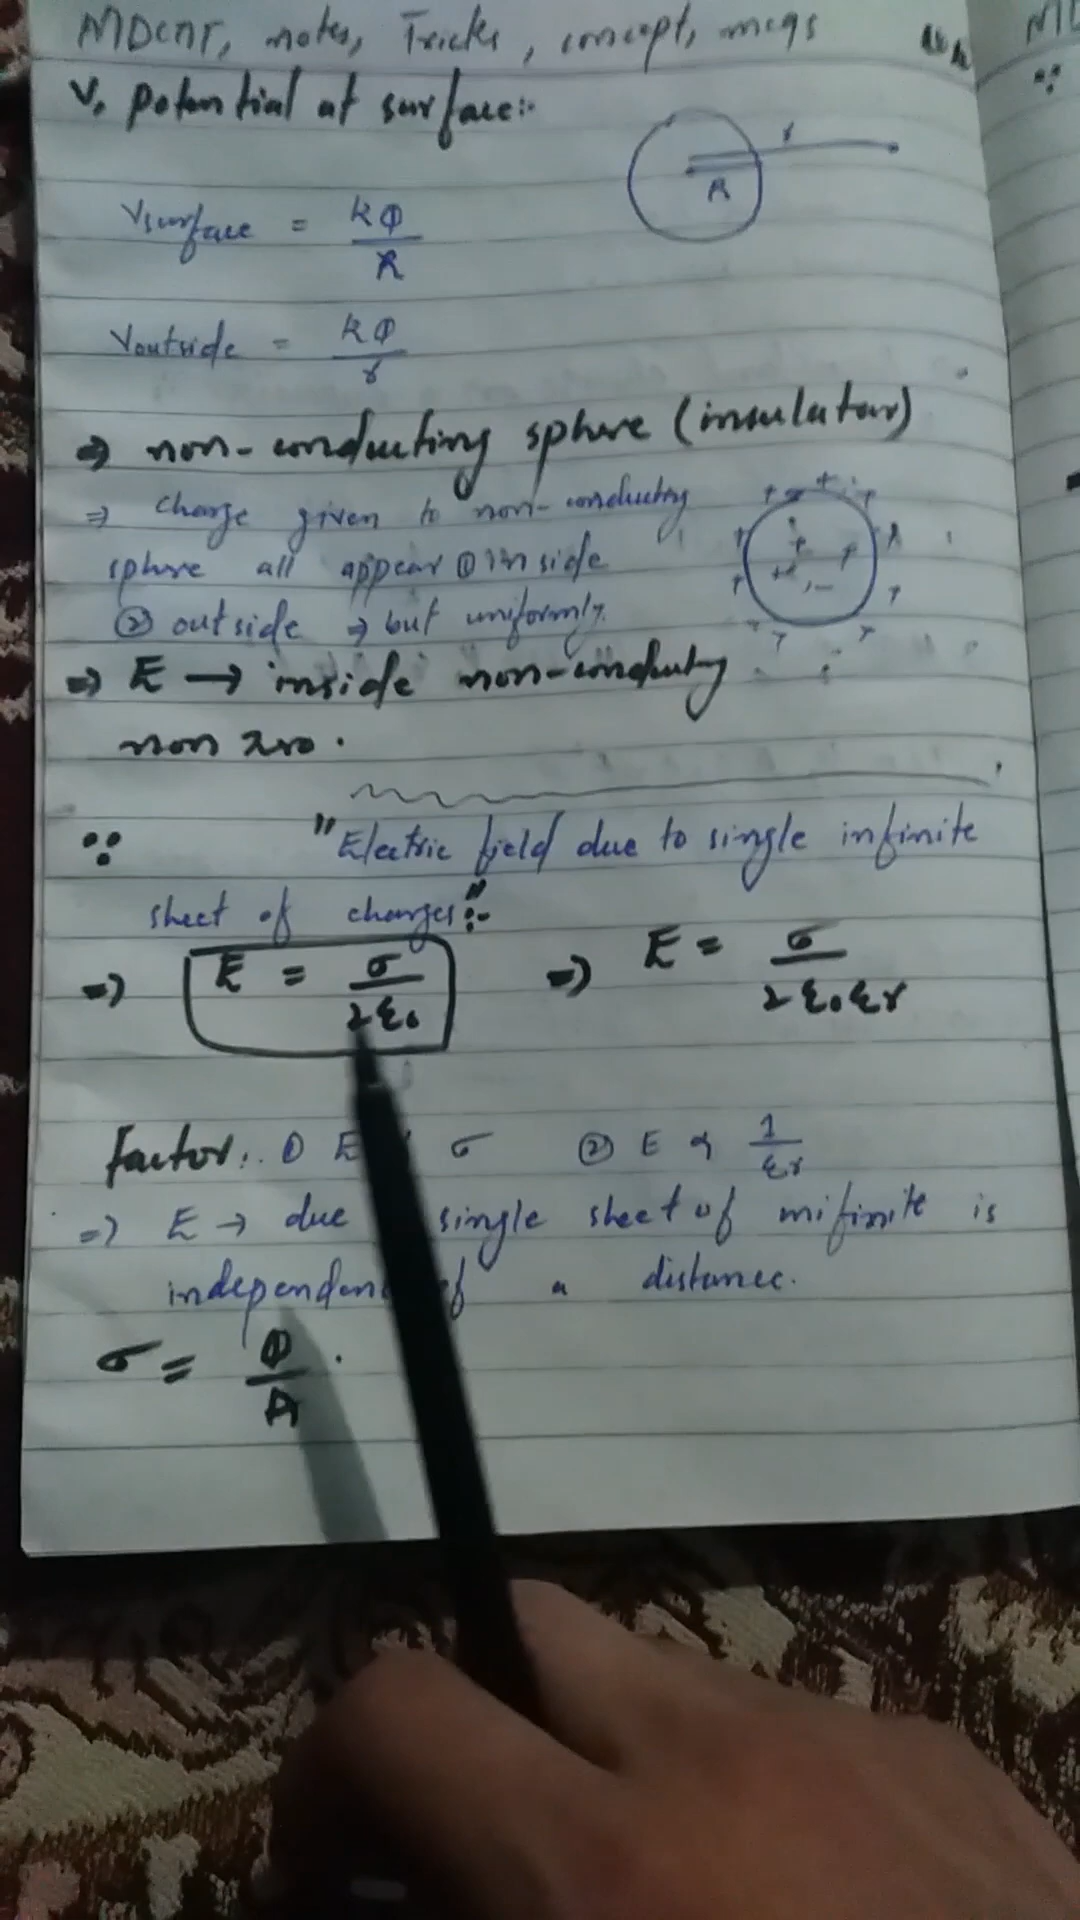 MDCAT, notes, Tricks, concept, mcqs
V. potential at surface:-
r
R
Vsurface = kQ/R
Voutside = kQ/r
⇒ non-conducting sphere (insulator)
⇒ charge given to non-conducting
sphere all appear ① inside
② outside → but uniformly.
⇒ E → inside non-conducting
non zero.
"Electric field due to single infinite
sheet of charges":-
⇒ E = σ/2ε₀ ⇒ E = σ/2ε₀εr
factor:. ① E σ ② E ∝ 1/εr
⇒ E → due single sheet of infinite is
independent of a distance.
σ = Q/A.